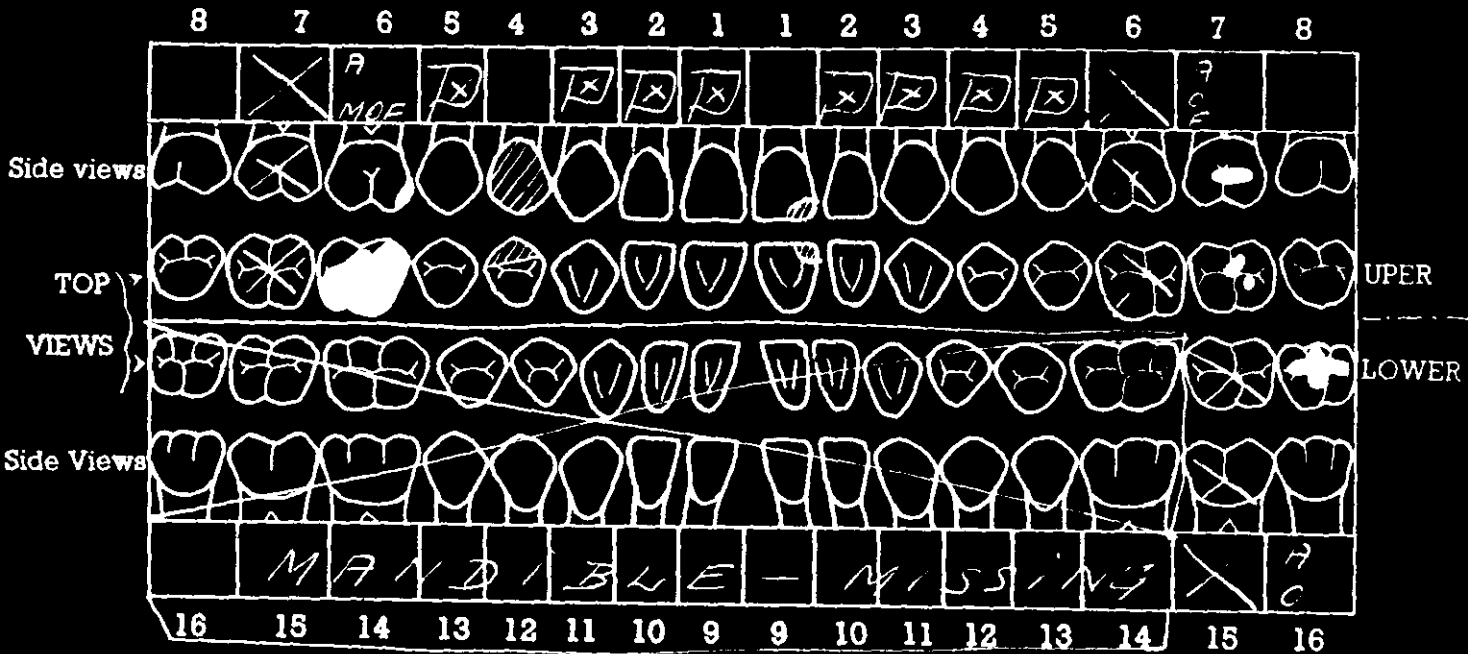 8 7 6 5 4 3 2 1 1 2 3 4 5 6 7 8
A A
MOF O
F
Side views
TOP UPER
VIEWS LOWER
Side Views
MANDIBLE - MISSING A
O
16 15 14 13 12 11 10 9 9 10 11 12 13 14 15 16